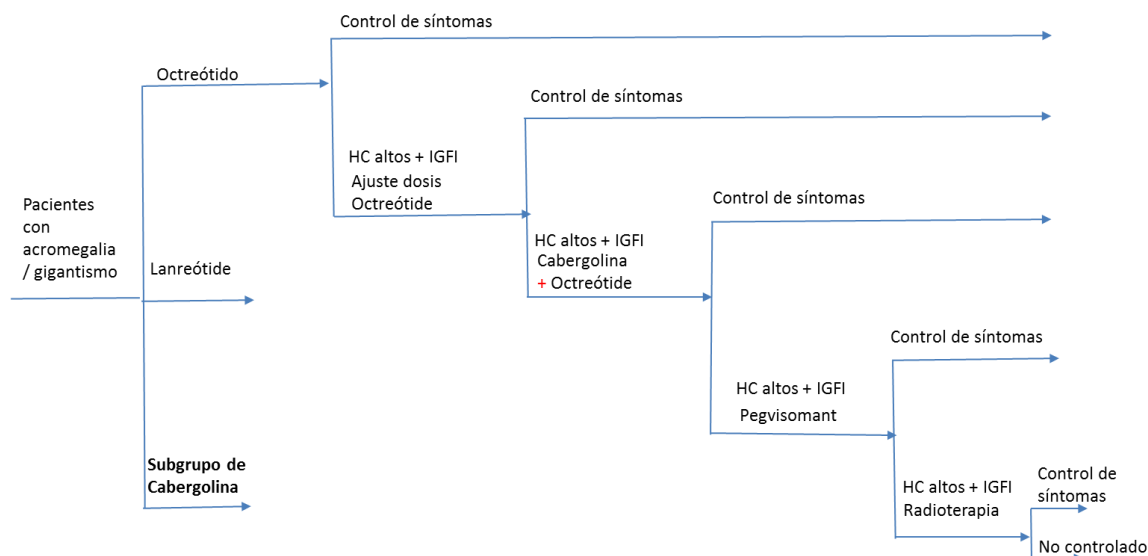 Control de síntomas
Octreótido
Control de síntomas
HC altos + IGFI
Ajuste dosis
Octreótide
Control de síntomas
Pacientes
con
acromegalia
/ gigantismo
HC altos + IGFI
Cabergolina
+ Octreótide
Lanreótide
Control de síntomas
HC altos + IGFI
Pegvisomant
Subgrupo de
Cabergolina
Control de
síntomas
HC altos + IGFI
Radioterapia
No controlado